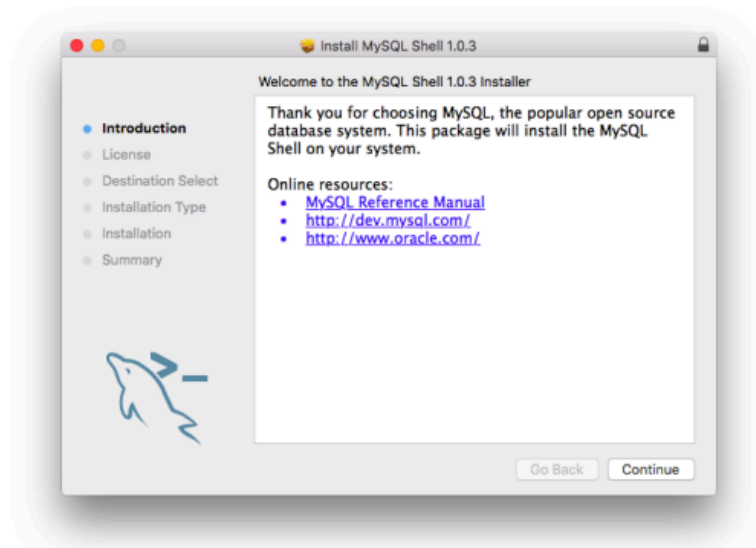 Install MySQL Shell 1.0.3
Welcome to the MySQL Shell 1.0.3 Installer
Introduction
License
Destination Select
Installation Type
Installation
Summary
Thank you for choosing MySQL, the popular open source
database system. This package will install the MySQL
Shell on your system.
Online resources:
• MySQL Reference Manual
• http://dev.mysql.com/
• http://www.oracle.com/
>_
Go Back
Continue